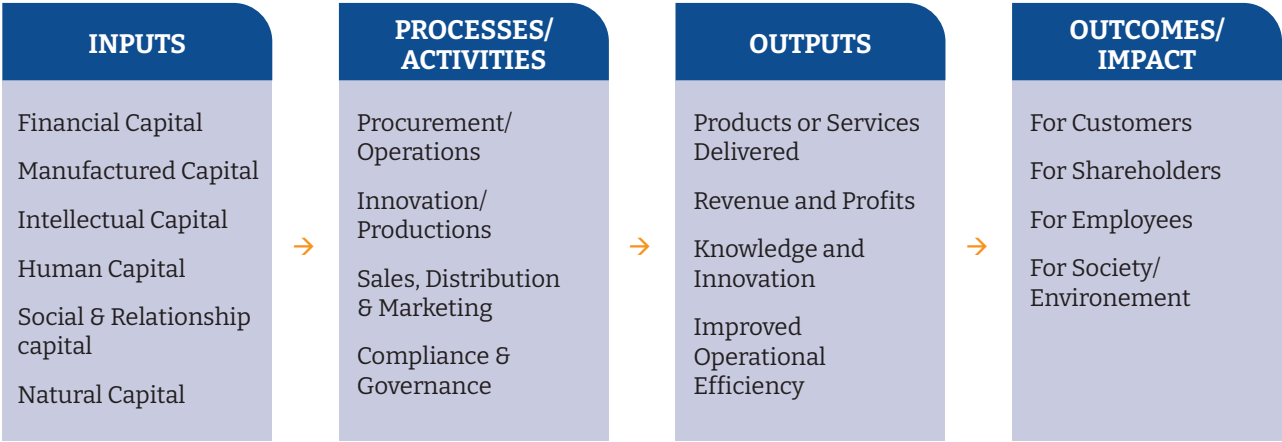 INPUTS
Financial Capital
Manufactured Capital
Intellectual Capital
Human Capital
Social & Relationship
capital
Natural Capital
→
PROCESSES/
ACTIVITIES
Procurement/
Operations
Innovation/
Productions
Sales, Distribution
& Marketing
Compliance &
Governance
→
OUTPUTS
Products or Services
Delivered
Revenue and Profits
Knowledge and
Innovation
Improved
Operational
Efficiency
→
OUTCOMES/
IMPACT
For Customers
For Shareholders
For Employees
For Society/
Environement